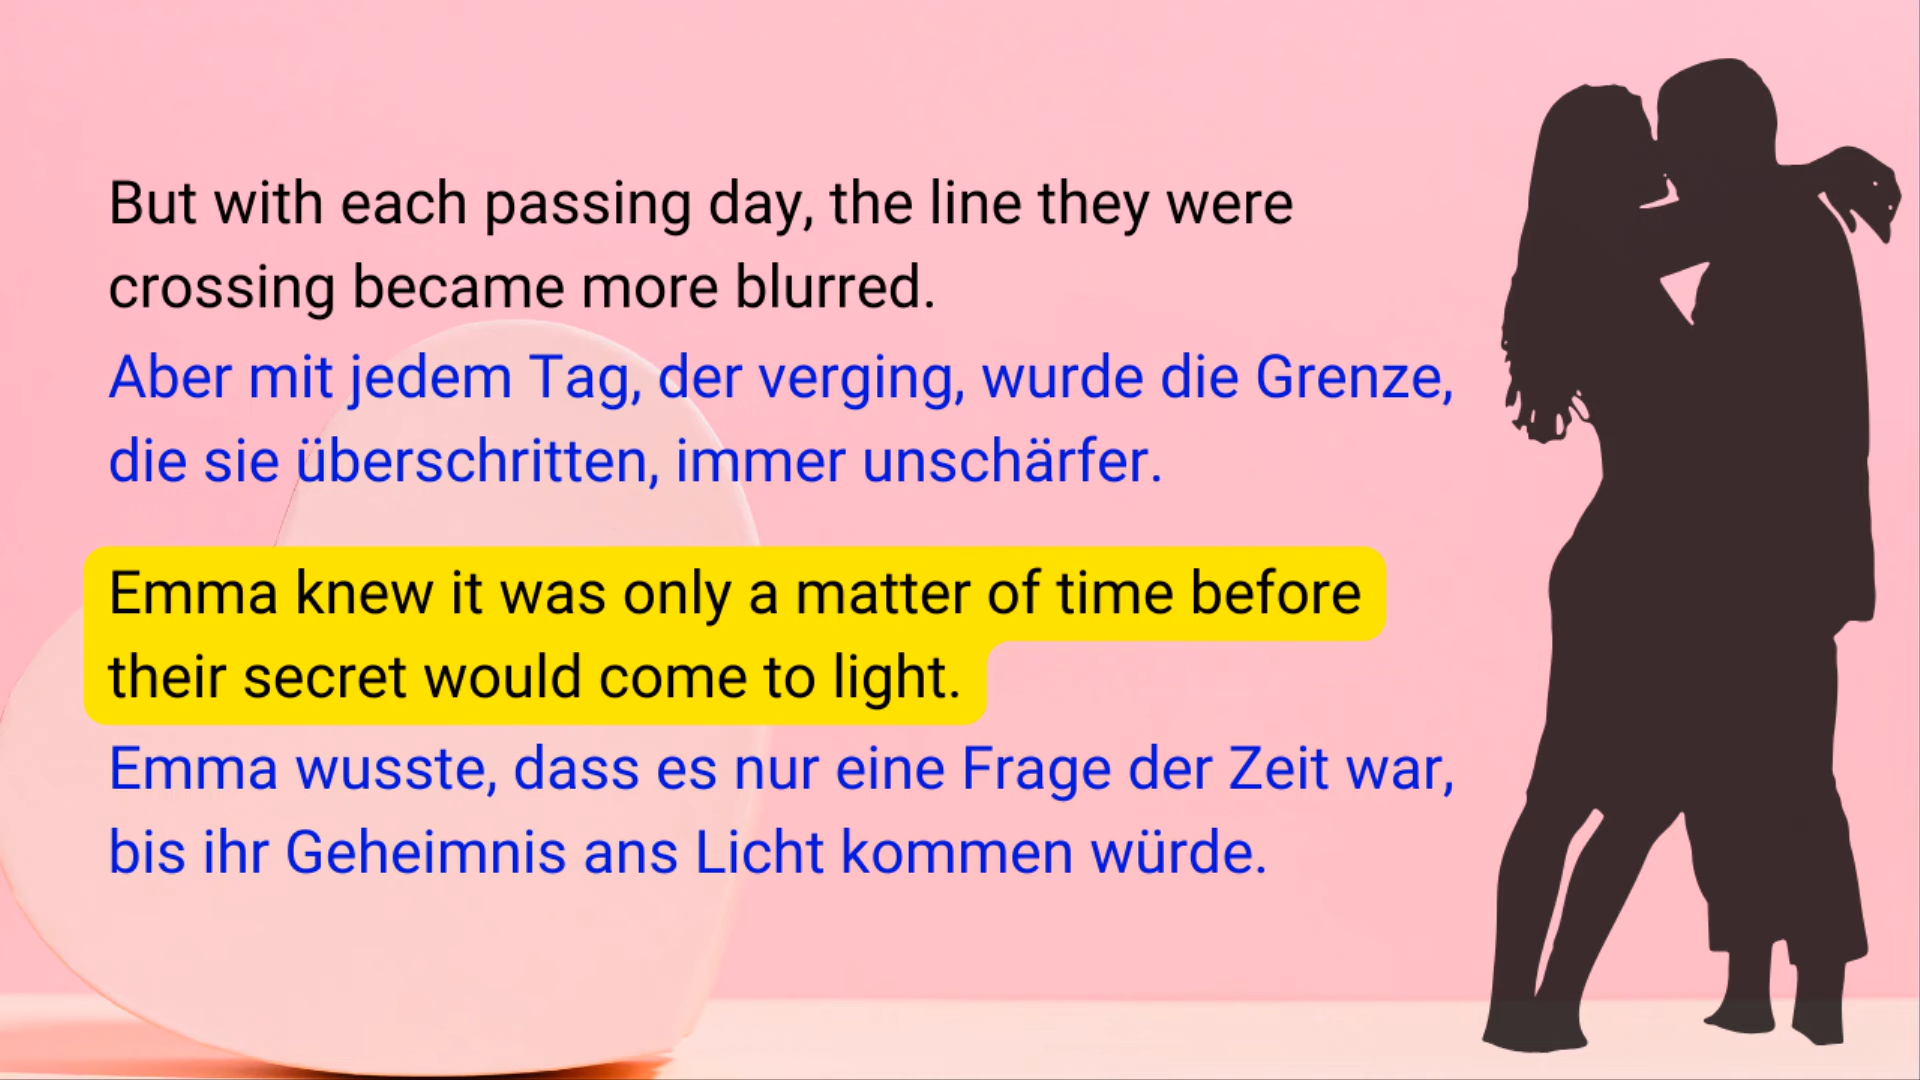 But with each passing day, the line they were
crossing became more blurred.
Aber mit jedem Tag, der verging, wurde die Grenze,
die sie überschritten, immer unschärfer.
Emma knew it was only a matter of time before
their secret would come to light.
Emma wusste, dass es nur eine Frage der Zeit war,
bis ihr Geheimnis ans Licht kommen würde.